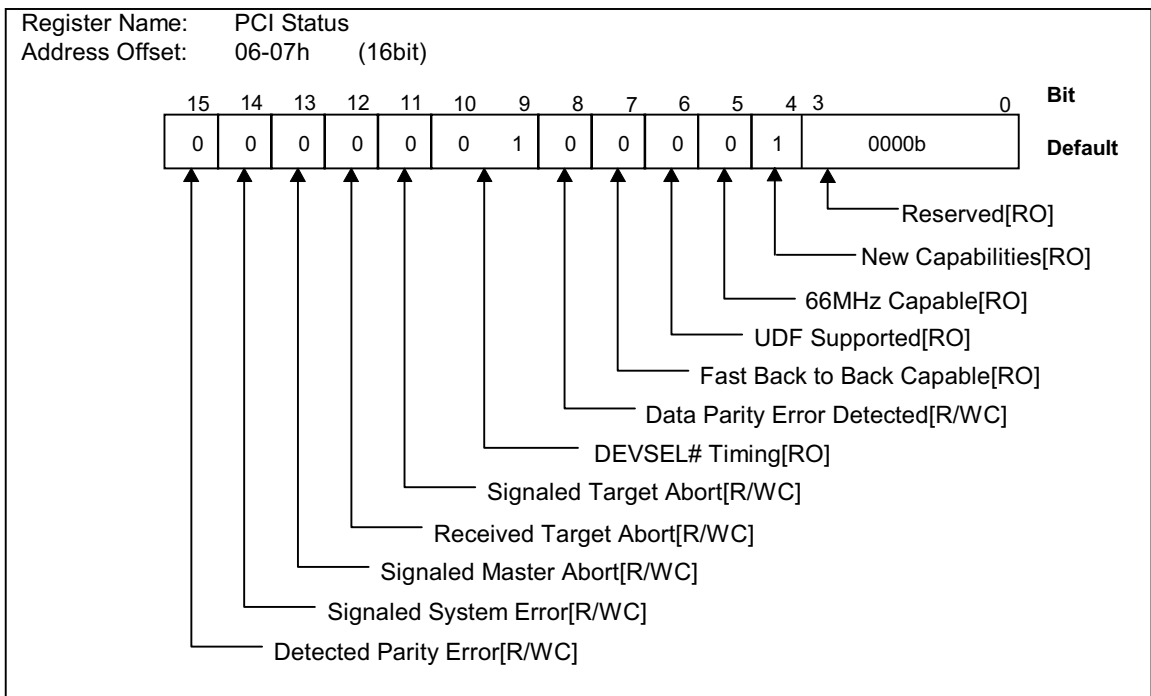 Register Name: PCI Status
Address Offset: 06-07h (16bit)
15 14 13 12 11 10 9 8 7 6 5 4 3 0 Bit
0 0 0 0 0 0 1 0 0 0 0 1 0000b Default
Reserved[RO]
New Capabilities[RO]
66MHz Capable[RO]
UDF Supported[RO]
Fast Back to Back Capable[RO]
Data Parity Error Detected[R/WC]
DEVSEL# Timing[RO]
Signaled Target Abort[R/WC]
Received Target Abort[R/WC]
Signaled Master Abort[R/WC]
Signaled System Error[R/WC]
Detected Parity Error[R/WC]